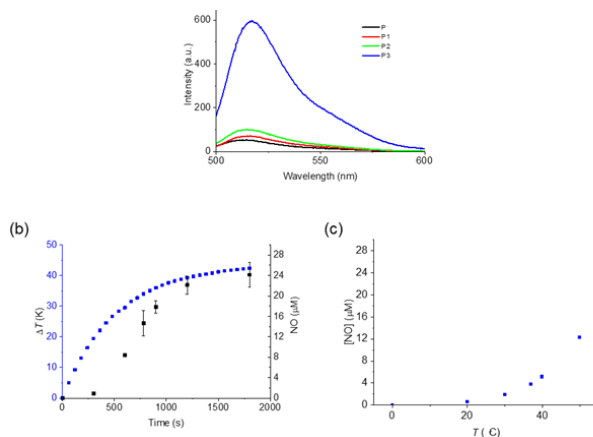 P
P1
P2
P3
600
400
200
0
Intensity (a.u.)
500
550
600
Wavelength (nm)
(b)
50
40
30
20
10
0
ΔT (K)
28
24
20
16
12
8
4
0
NO (μM)
0
500
1000
1500
2000
Time (s)
(c)
28
24
20
16
12
8
4
0
[NO] (μM)
0
20
40
T ( C)